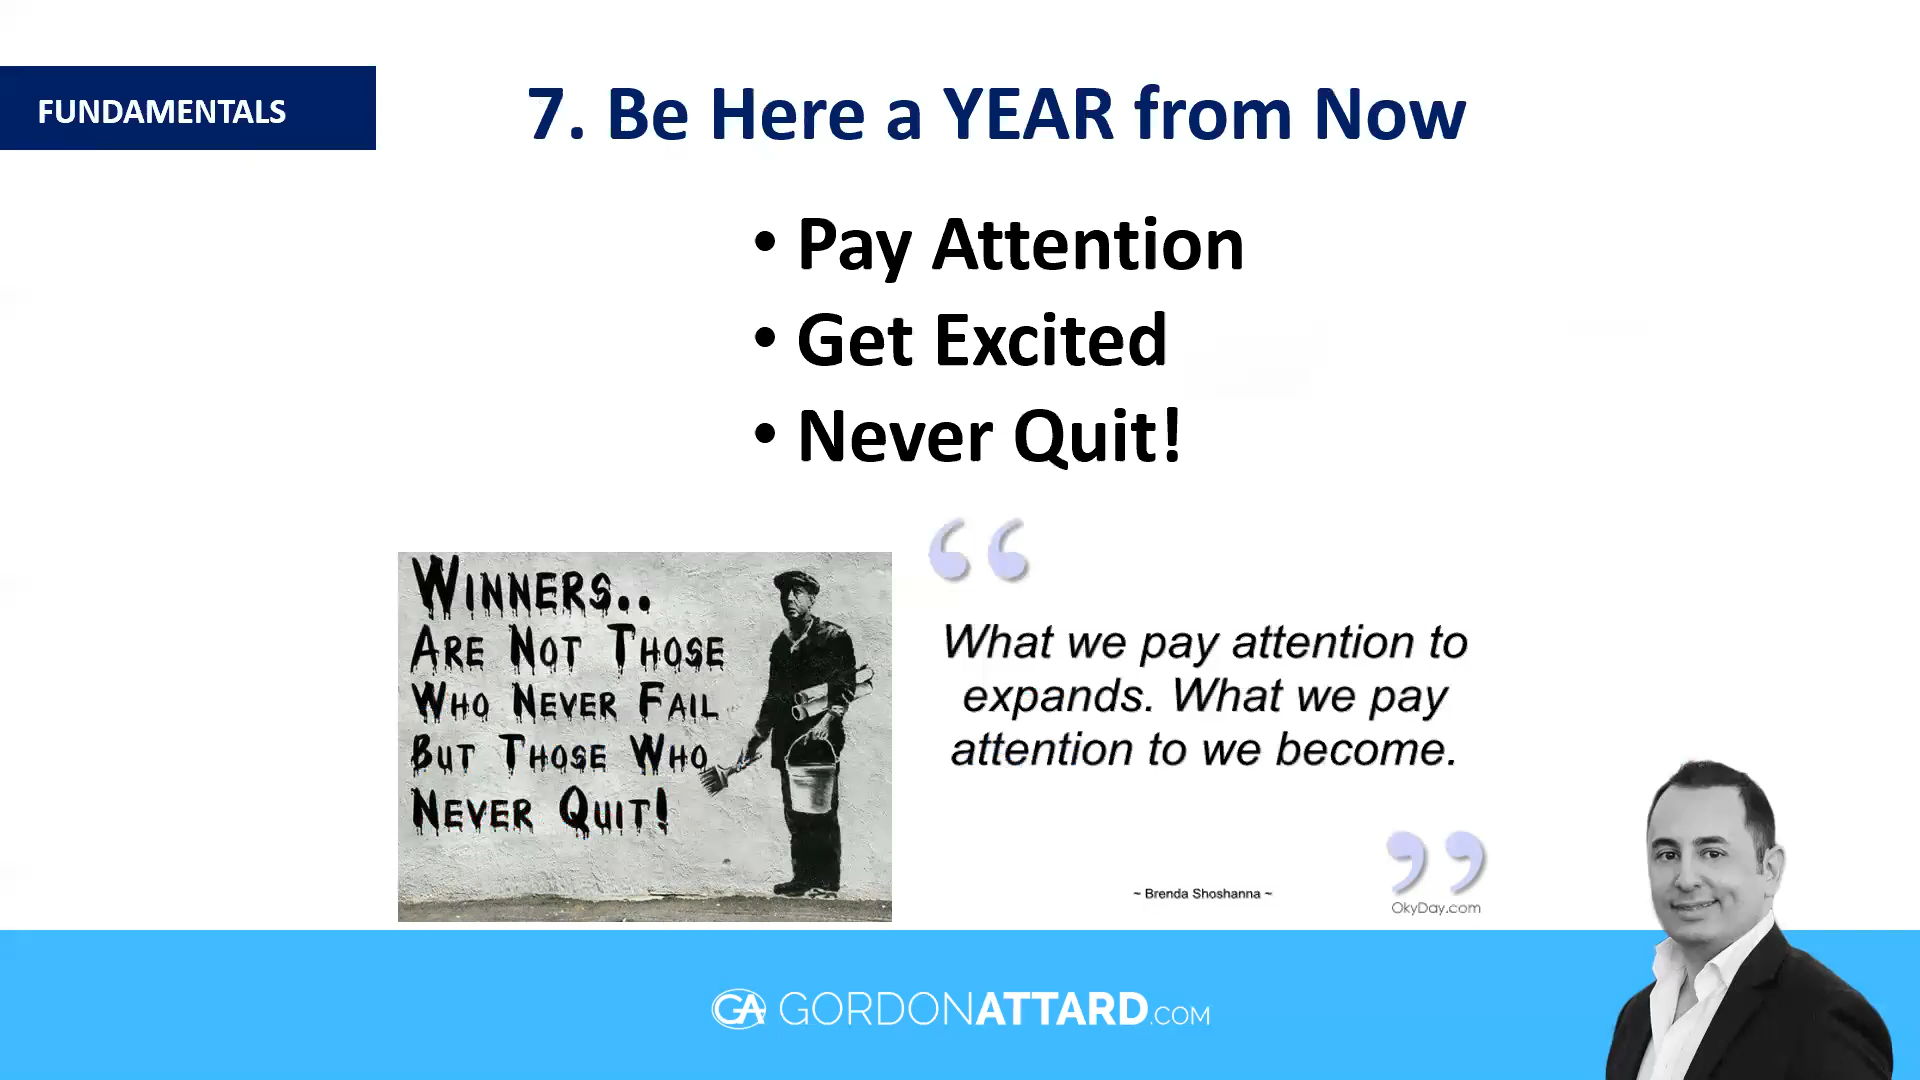 FUNDAMENTALS
7. Be Here a YEAR from Now
• Pay Attention
• Get Excited
• Never Quit!
WINNERS..
ARE NOT THOSE
WHO NEVER FAIL
BUT THOSE WHO
NEVER QUIT!
“
What we pay attention to
expands. What we pay
attention to we become.
”
~ Brenda Shoshanna ~
OkyDay.com
GA GORDONATTARD.COM